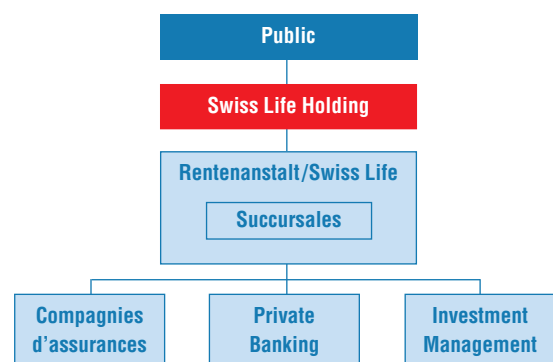 Public
Swiss Life Holding
Rentenanstalt/Swiss Life
Succursales
Compagnies
d'assurances
Private
Banking
Investment
Management